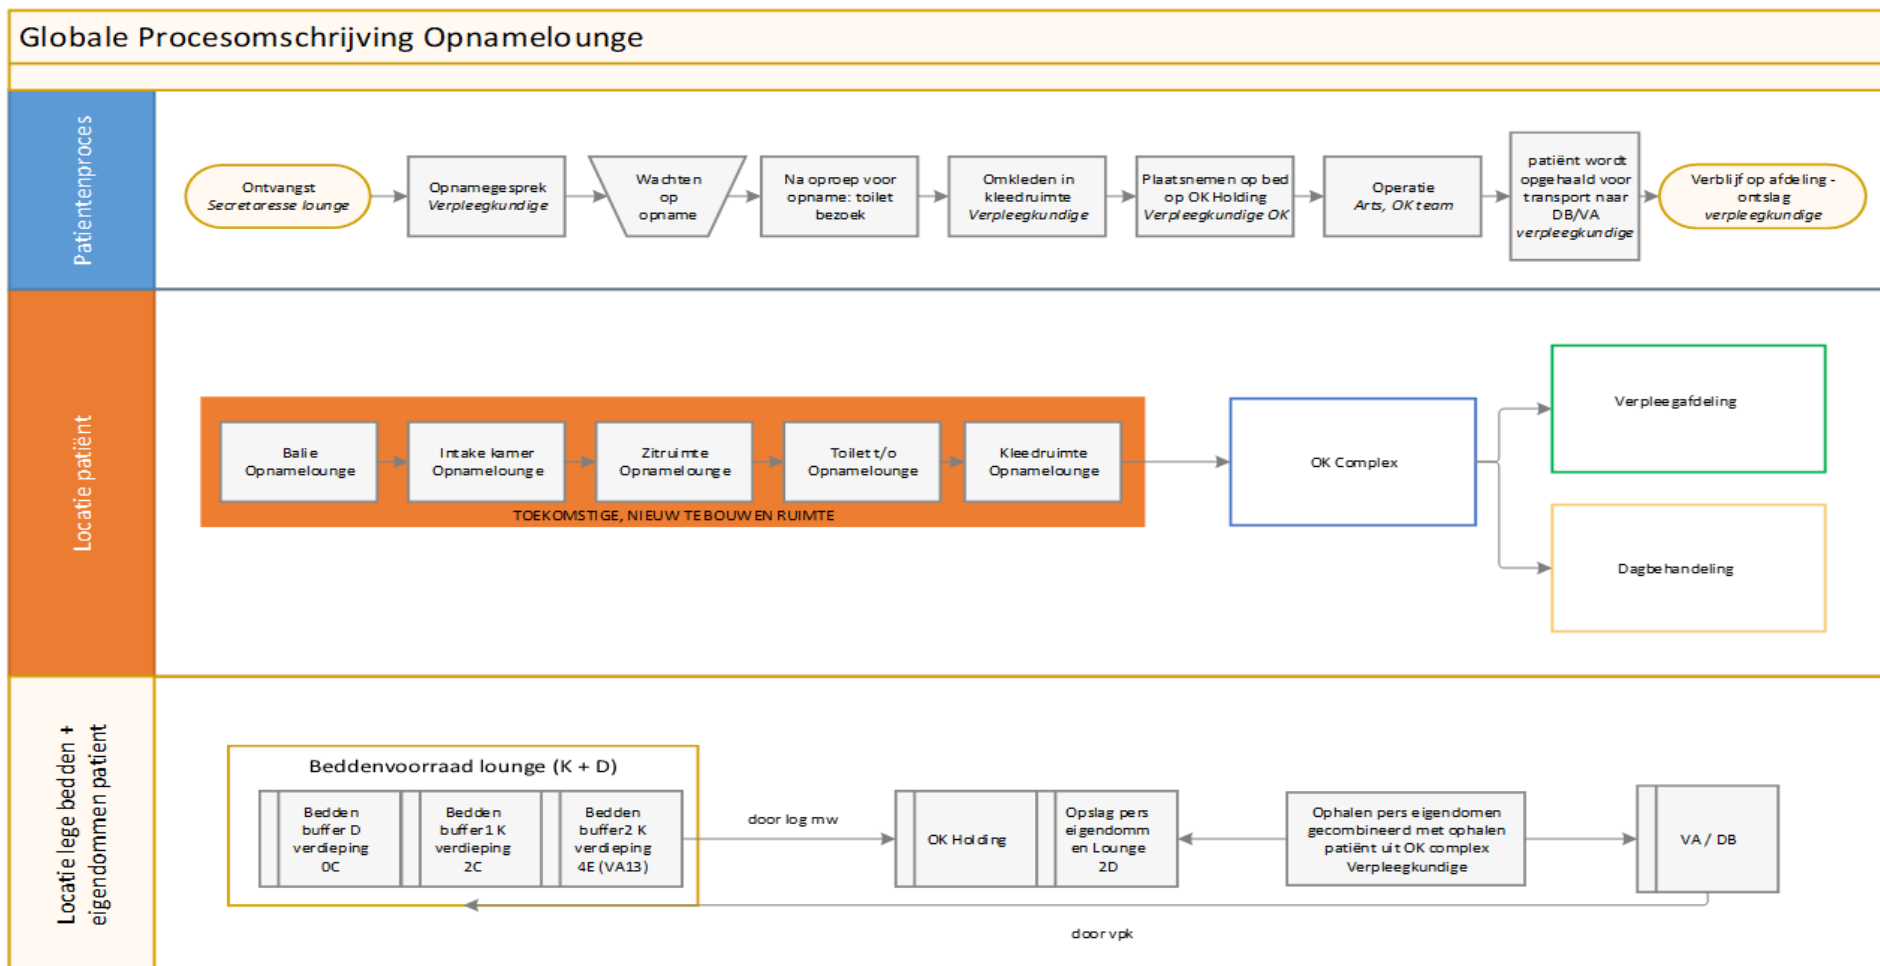 Globale Procesomschrijving Opnamelounge
Patientenproces
Ontvangst
Secretaresse lounge
Opnamegesprek
Verpleegkundige
Wachten
op
opname
Na oproep voor
opname: toilet
bezoek
Omkleden in
kleedruimte
Verpleegkundige
Plaatsnemen op bed
op OK Holding
Verpleegkundige OK
Operatie
Arts, OK team
patiënt wordt
opgehaald voor
transport naar
DB/VA
verpleegkundige
Verblijf op afdeling -
ontslag
verpleegkundige
Locatie patiënt
Balie
Opnamelounge
Intake kamer
Opnamelounge
Zitruimte
Opnamelounge
Toilet t/o
Opnamelounge
Kleedruimte
Opnamelounge
TOEKOMSTIGE, NIEUW TE BOUWEN RUIMTE
OK Complex
Verpleegafdeling
Dagbehandeling
Locatie lege bedden +
eigendommen patient
Beddenvoorraad lounge (K + D)
Bedden
buffer D
verdieping
0C
Bedden
buffer1 K
verdieping
2C
Bedden
buffer2 K
verdieping
4E (VA13)
door log mw
OK Holding
Opslag pers
eigendomm
en Lounge
2D
Ophalen pers eigendomen
gecombineerd met ophalen
patiënt uit OK complex
Verpleegkundige
VA / DB
door vpk